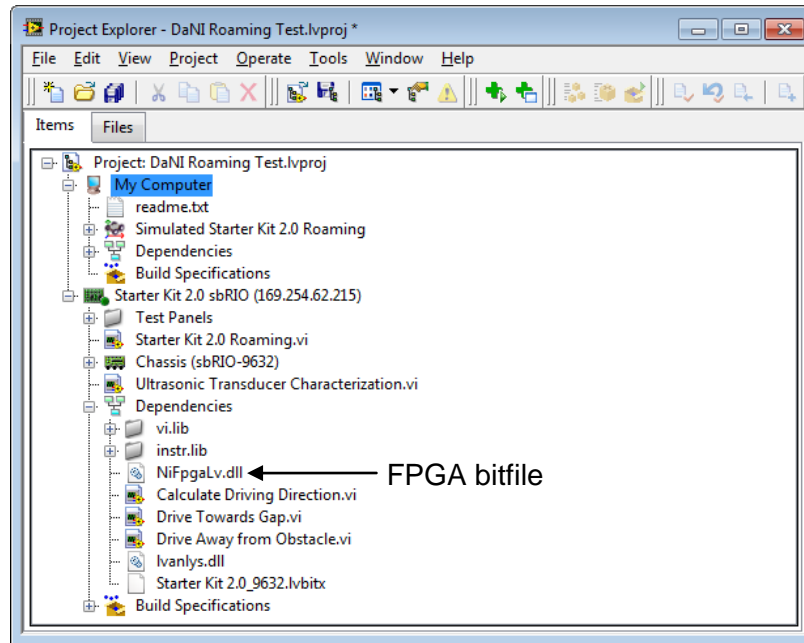 Project Explorer - DaNI Roaming Test.lvproj *
File Edit View Project Operate Tools Window Help
Items Files
Project: DaNI Roaming Test.lvproj
My Computer
readme.txt
Simulated Starter Kit 2.0 Roaming
Dependencies
Build Specifications
Starter Kit 2.0 sbRIO (169.254.62.215)
Test Panels
Starter Kit 2.0 Roaming.vi
Chassis (sbRIO-9632)
Ultrasonic Transducer Characterization.vi
Dependencies
vi.lib
instr.lib
NiFpgaLv.dll FPGA bitfile
Calculate Driving Direction.vi
Drive Towards Gap.vi
Drive Away from Obstacle.vi
lvanlys.dll
Starter Kit 2.0_9632.lvbitx
Build Specifications